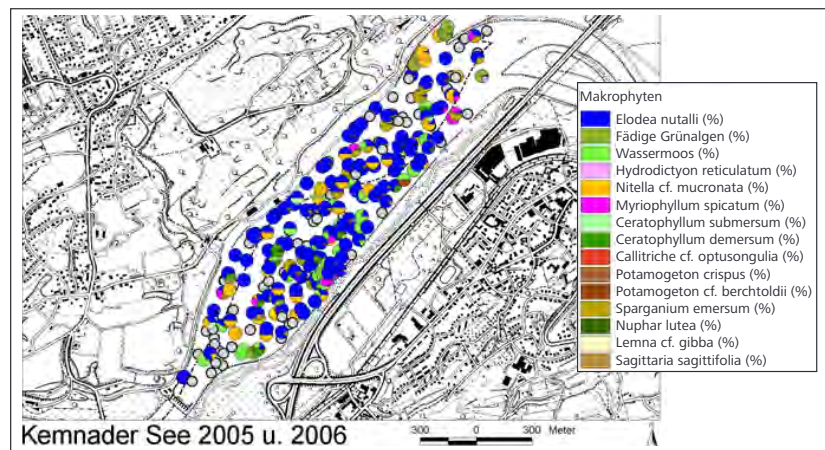 Makrophyten
Elodea nutalli (%)
Fädige Grünalgen (%)
Wassermoos (%)
Hydrodictyon reticulatum (%)
Nitella cf. mucronata (%)
Myriophyllum spicatum (%)
Ceratophyllum submersum (%)
Ceratophyllum demersum (%)
Callitriche cf. optusongulia (%)
Potamogeton crispus (%)
Potamogeton cf. berchtoldii (%)
Sparganium emersum (%)
Nuphar lutea (%)
Lemna cf. gibba (%)
Sagittaria sagittifolia (%)
Kemnader See 2005 u. 2006
300 0 300 Meter